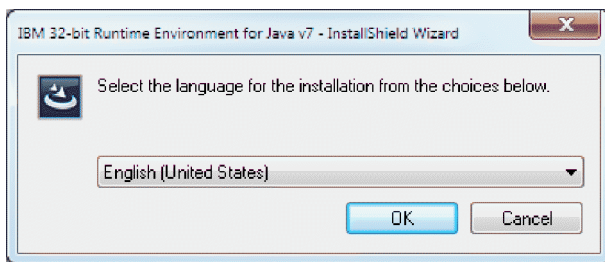 IBM 32-bit Runtime Environment for Java v7 - InstallShield Wizard
Select the language for the installation from the choices below.
English (United States)
OK Cancel